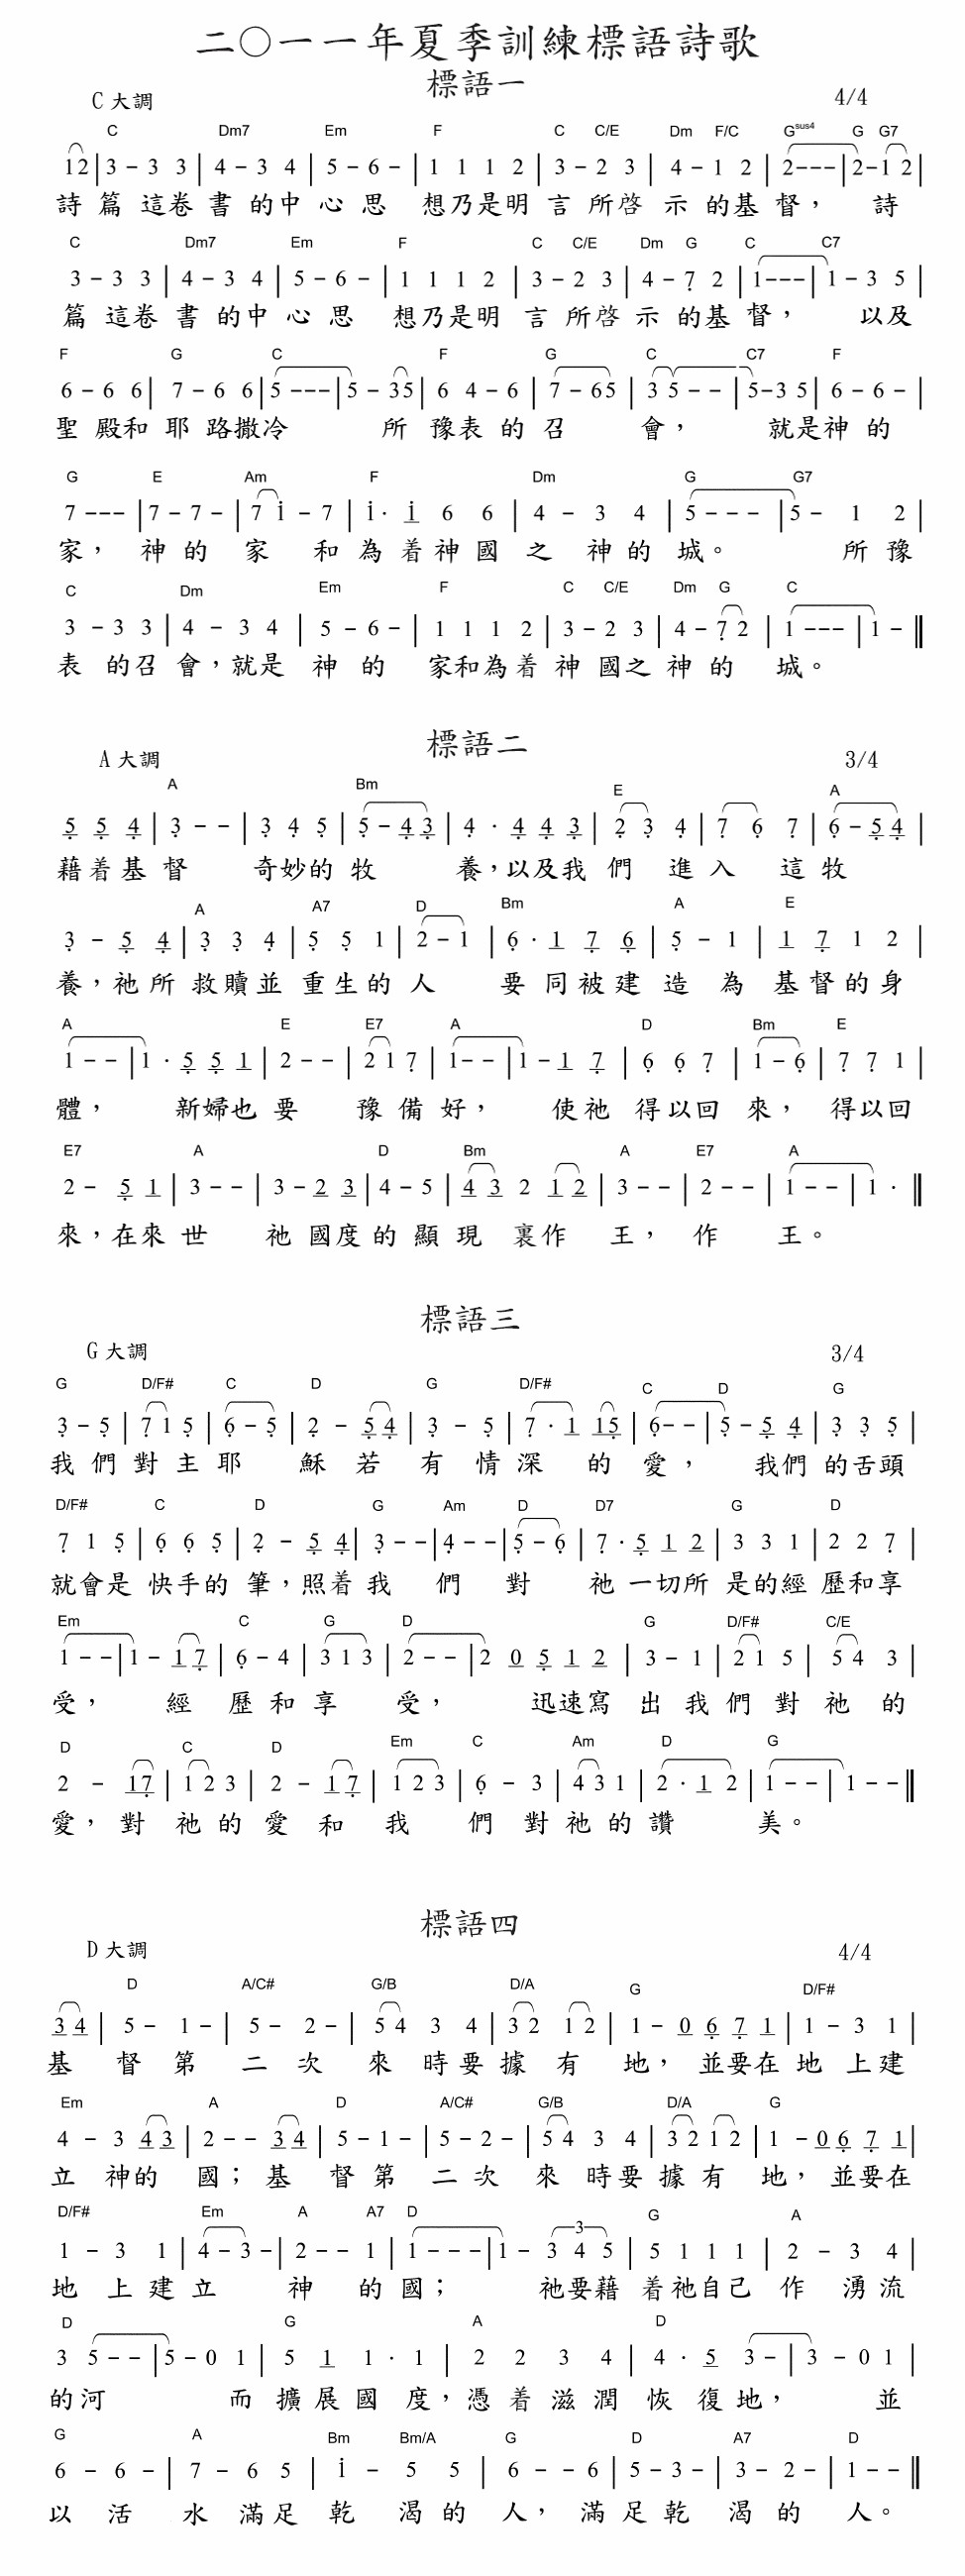 二〇一一年夏季訓練標語詩歌
標語一
C 大調 4/4
C Dm7 Em F C C/E Dm F/C Gsus4 G G7
12 | 3 - 3 3 | 4 - 3 4 | 5 - 6 - | 1 1 1 2 | 3 - 2 3 | 4 - 1 2 | 2 - - - | 2 - 1 2 |
詩 篇 這卷 書 的中 心 思 想乃是明 言 所啓 示 的基 督， 詩
C Dm7 Em F C C/E Dm G C C7
3 - 3 3 | 4 - 3 4 | 5 - 6 - | 1 1 1 2 | 3 - 2 3 | 4 - 7̣ 2 | 1 - - - | 1 - 3 5 |
篇 這卷 書 的中 心 思 想乃是明 言 所啓 示 的基 督， 以及
F G C F G C C7 F
6 - 6 6 | 7 - 6 6 | 5 - - - | 5 - 35 | 6 4 - 6 | 7 - 65 | 3 5 - - | 5 - 3 5 | 6 - 6 - |
聖 殿和 耶 路撒冷 所 豫表 的 召 會， 就是神 的
G E Am F Dm G G7
7 - - - | 7 - 7 - | 7 i - 7 | i · i 6 6 | 4 - 3 4 | 5 - - - | 5 - 1 2 |
家， 神 的 家 和 為 着 神 國 之 神 的 城。 所 豫
C Dm Em F C C/E Dm G C
3 - 3 3 | 4 - 3 4 | 5 - 6 - | 1 1 1 2 | 3 - 2 3 | 4 - 7̣ 2 | 1 - - - | 1 - ‖
表 的召 會，就是 神 的 家和為着 神 國之 神 的 城。
標語二
A 大調 3/4
A Bm E A
5̣ 5̣ 4̣ | 3̣ - - | 3̣ 4̣ 5̣ | 5̣ - 4̣ 3̣ | 4̣ · 4̣ 4̣ 3̣ | 2̣ 3̣ 4̣ | 7̣ 6̣ 7̣ | 6̣ - 5̣ 4̣ |
藉着基 督 奇妙的 牧 養，以及我 們 進 入 這 牧
A A7 D Bm A E
3̣ - 5̣ 4̣ | 3̣ 3̣ 4̣ | 5̣ 5̣ 1 | 2 - 1 | 6̣ · 1 7̣ 6̣ | 5̣ - 1 | 1 7̣ 1 2 |
養，祂所 救贖並 重生的 人 要 同被建 造 為 基督的身
A E E7 A D Bm E
1 - - | 1 · 5̣ 5̣ 1 | 2 - - | 2 1 7̣ | 1 - - | 1 - 1 7̣ | 6̣ 6̣ 7̣ | 1 - 6̣ | 7̣ 7̣ 1 |
體， 新婦也 要 豫 備 好， 使祂 得以回 來， 得以回
E7 A D Bm A E7 A
2 - 5̣ 1 | 3 - - | 3 - 2 3 | 4 - 5 | 4 3 2 1 2 | 3 - - | 2 - - | 1 - - | 1 · ‖
來，在來 世 祂 國度 的 顯 現 裏作 王， 作 王。
標語三
G 大調 3/4
G D/F# C D G D/F# C D G
3̣ - 5̣ | 7̣ 1 5̣ | 6̣ - 5̣ | 2̣ - 5̣ 4̣ | 3̣ - 5̣ | 7̣ · 1 15̣ | 6̣ - - | 5̣ - 5̣ 4̣ | 3̣ 3̣ 5̣ |
我 們 對 主 耶 穌 若 有 情 深 的 愛， 我們 的舌頭
D/F# C D G Am D D7 G D
7̣ 1 5̣ | 6̣ 6̣ 5̣ | 2̣ - 5̣ 4̣ | 3̣ - - | 4̣ - - | 5̣ - 6̣ | 7̣ · 5̣ 1 2 | 3 3 1 | 2 2 7̣ |
就會是 快手的 筆，照着 我 們 對 祂 一切所 是的經 歷和享
Em C G D G D/F# C/E
1 - - | 1 - 1 7̣ | 6̣ - 4 | 3 1 3 | 2 - - | 2 0 5̣ 1 2 | 3 - 1 | 2 1 5 | 5 4 3 |
受， 經 歷 和 享 受， 迅速寫 出 我 們 對 祂 的
D C D Em C Am D G
2 - 17̣ | 1 2 3 | 2 - 1 7̣ | 1 2 3 | 6̣ - 3 | 4 3 1 | 2 · 1 2 | 1 - - | 1 - - ‖
愛，對 祂 的 愛 和 我 們 對 祂 的 讚 美。
標語四
D 大調 4/4
D A/C# G/B D/A G D/F#
3 4 | 5 - 1 - | 5 - 2 - | 5 4 3 4 | 3 2 1 2 | 1 - 0 6̣ 7̣ 1 | 1 - 3 1 |
基 督 第 二 次 來 時要 據 有 地， 並要在 地 上建
Em A D A/C# G/B D/A G
4 - 3 4 3 | 2 - - 3 4 | 5 - 1 - | 5 - 2 - | 5 4 3 4 | 3 2 1 2 | 1 - 0 6̣ 7̣ 1 |
立 神的 國；基 督 第 二 次 來 時要 據 有 地， 並要在
D/F# Em A A7 D G A
1 - 3 1 | 4 - 3 - | 2 - - 1 | 1 - - - | 1 - 3 4 5 (3) | 5 1 1 1 | 2 - 3 4 |
地 上 建 立 神 的 國； 祂要藉 着祂自己 作 湧流
D G A D
3 5 - - | 5 - 0 1 | 5 1 1 · 1 | 2 2 3 4 | 4 · 5 3 - | 3 - 0 1 |
的河 而 擴 展 國 度，憑 着 滋 潤 恢 復 地， 並
G A Bm Bm/A G D A7 D
6 - 6 - | 7 - 6 5 | i - 5 5 | 6 - - 6 | 5 - 3 - | 3 - 2 - | 1 - - ‖
以 活 水 滿足 乾 渴 的 人， 滿 足 乾 渴 的 人。